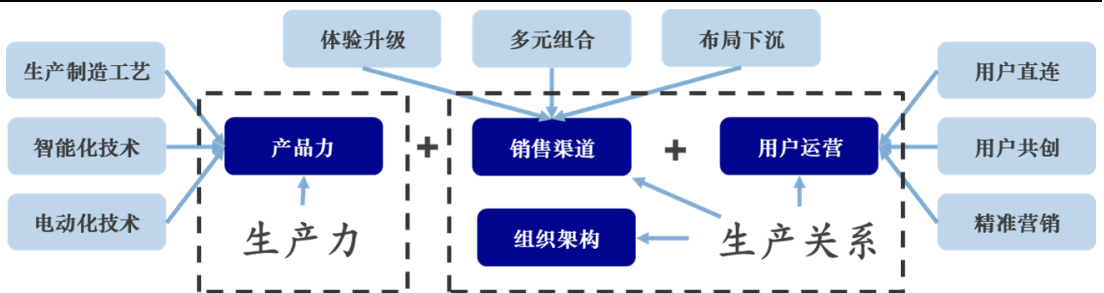 体验升级
多元组合
布局下沉
生产制造工艺
用户直连
智能化技术
产品力
+
销售渠道
+
用户运营
用户共创
电动化技术
生产力
组织架构
生产关系
精准营销